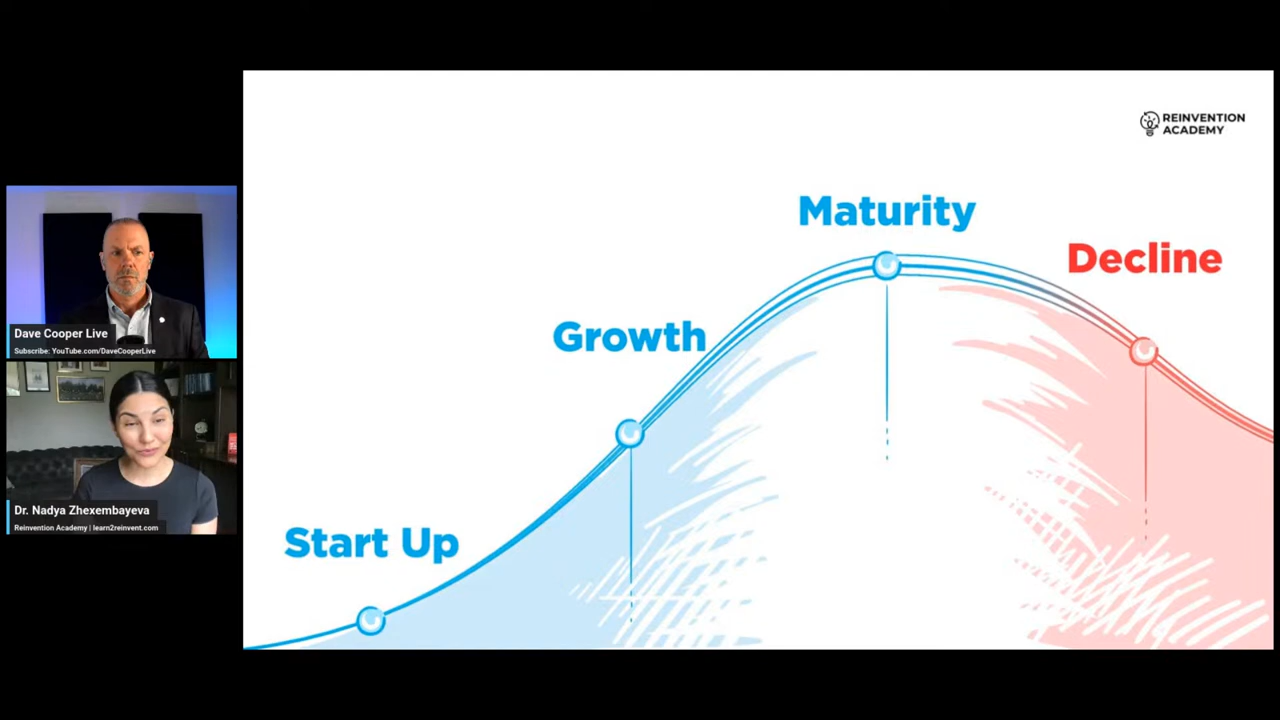 REINVENTION
ACADEMY
Maturity
Decline
Growth
Start Up
Dave Cooper Live
Subscribe: YouTube.com/DaveCooperLive
Dr. Nadya Zhexembayeva
Reinvention Academy | learn2reinvent.com